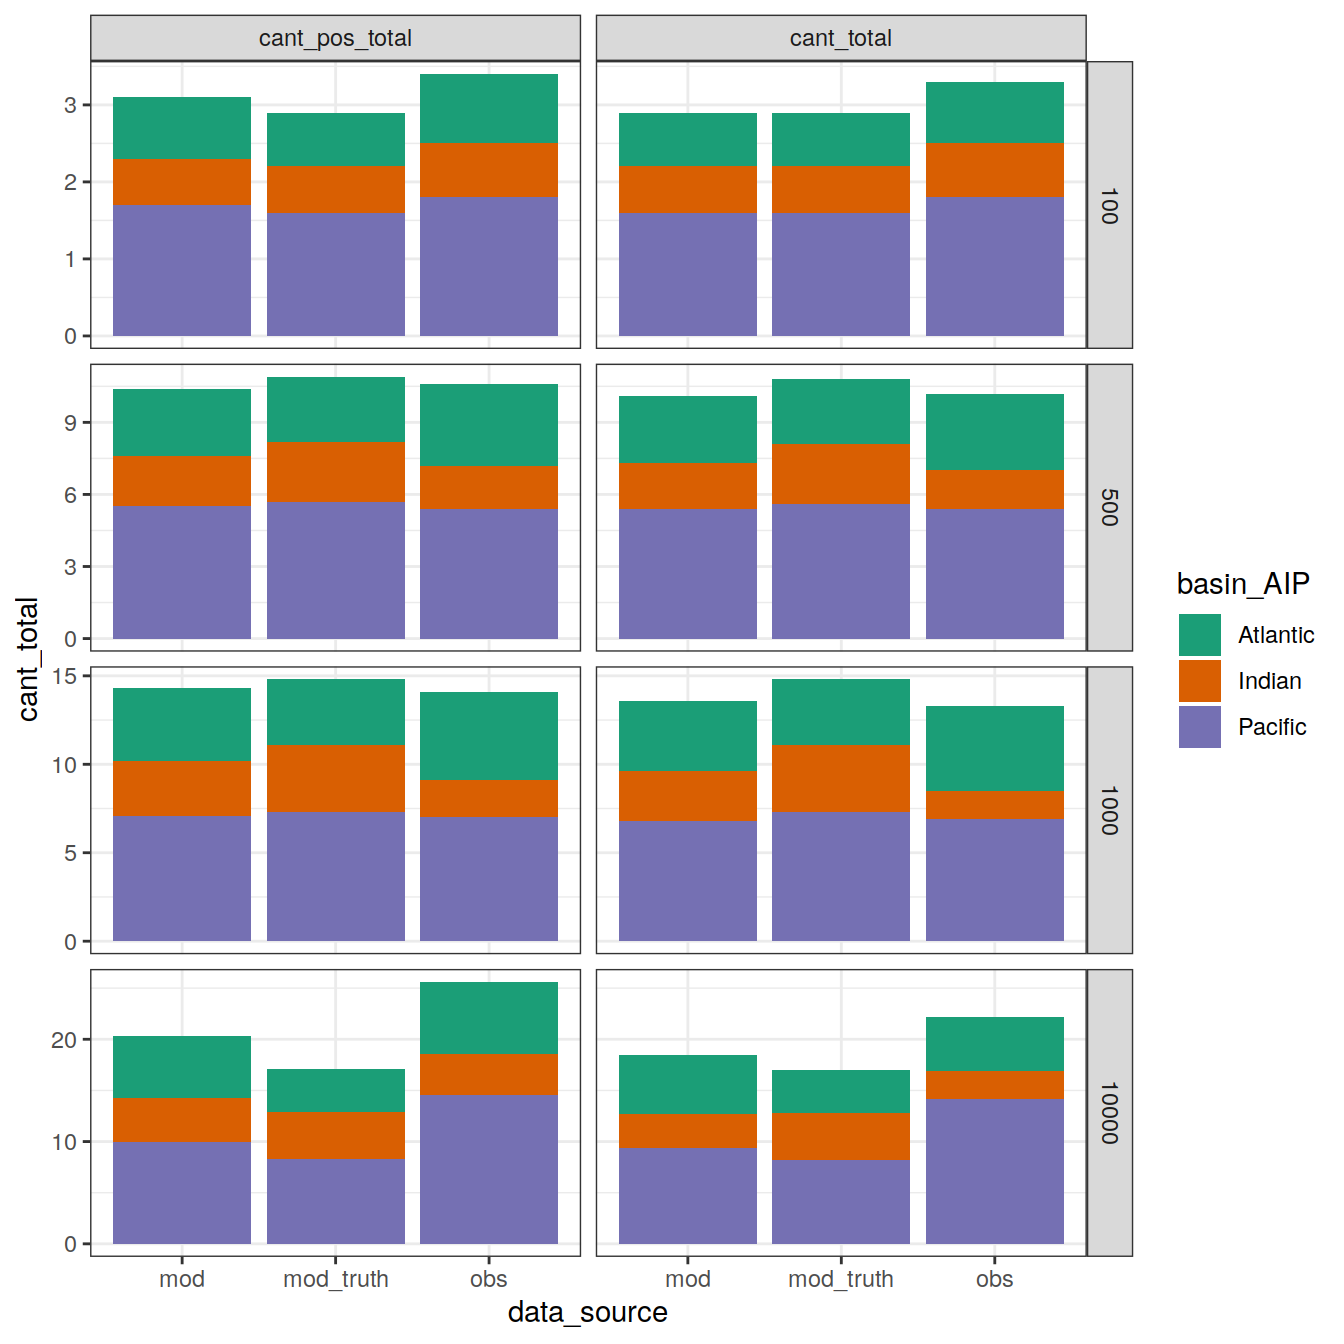 cant_pos_total
cant_total
3
2
1
0
100
9
6
3
0
500
15
10
5
0
1000
20
10
0
10000
cant_total
mod
mod_truth
obs
mod
mod_truth
obs
data_source
basin_AIP
Atlantic
Indian
Pacific